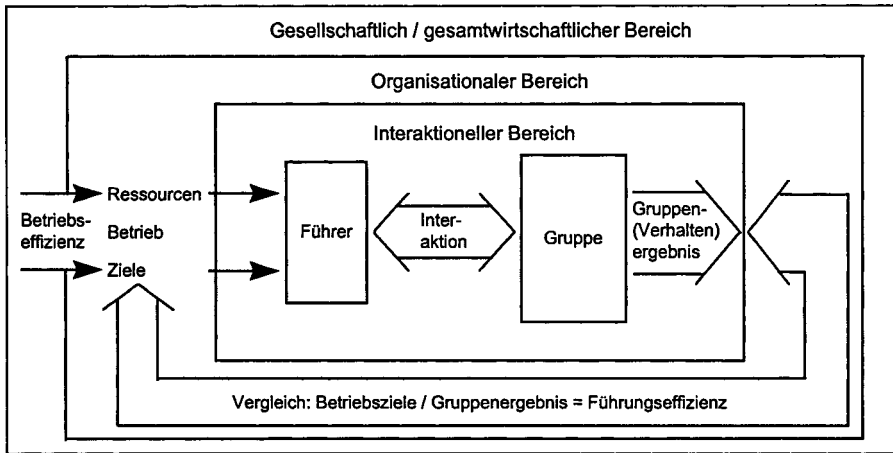 Gesellschaftlich / gesamtwirtschaftlicher Bereich
Organisationaler Bereich
Interaktioneller Bereich
Betriebs-
effizienz
Ressourcen
Betrieb
Ziele
Führer
Inter-
aktion
Gruppe
Gruppen-
(Verhalten)
ergebnis
Vergleich: Betriebsziele / Gruppenergebnis = Führungseffizienz